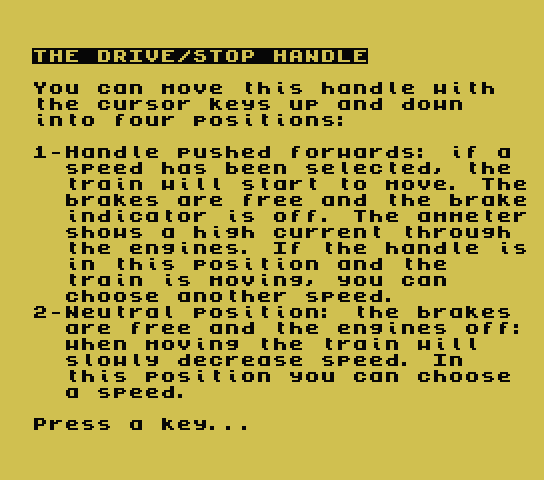 THE DRIVE/STOP HANDLE
You can move this handle with
the cursor keys up and down
into four positions:
1-Handle pushed forwards: if a
speed has been selected, the
train will start to move. The
brakes are free and the brake
indicator is off. The ammeter
shows a high current through
the engines. If the handle is
in this position and the
train is moving, you can
choose another speed.
2-Neutral position: the brakes
are free and the engines off:
when moving the train will
slowly decrease speed. In
this position you can choose
a speed.
Press a key...